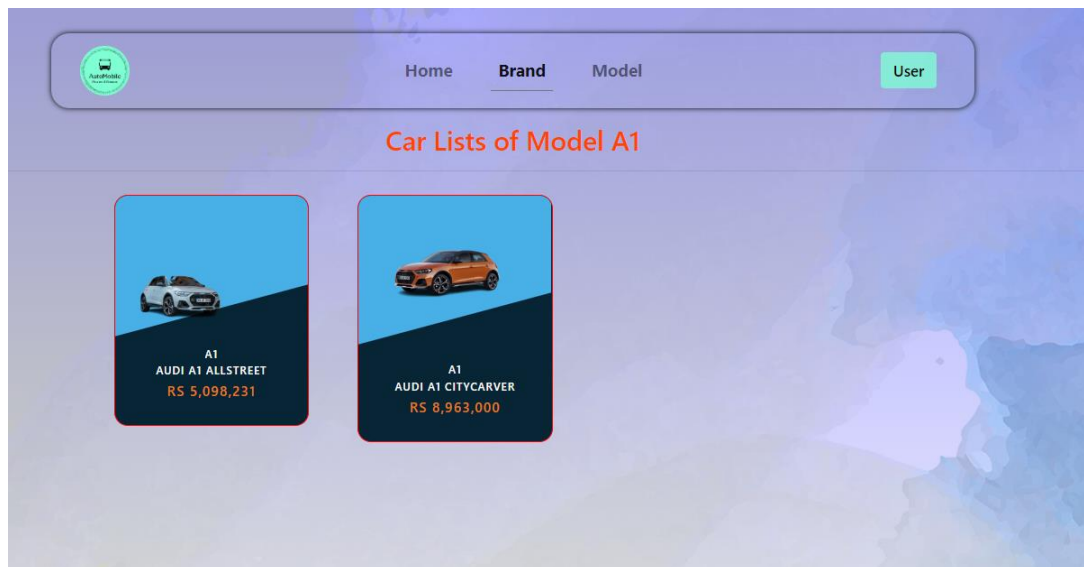 AutoMobile
Home Brand Model
User
Car Lists of Model A1
A1
AUDI A1 ALLSTREET
RS 5,098,231
A1
AUDI A1 CITYCARVER
RS 8,963,000